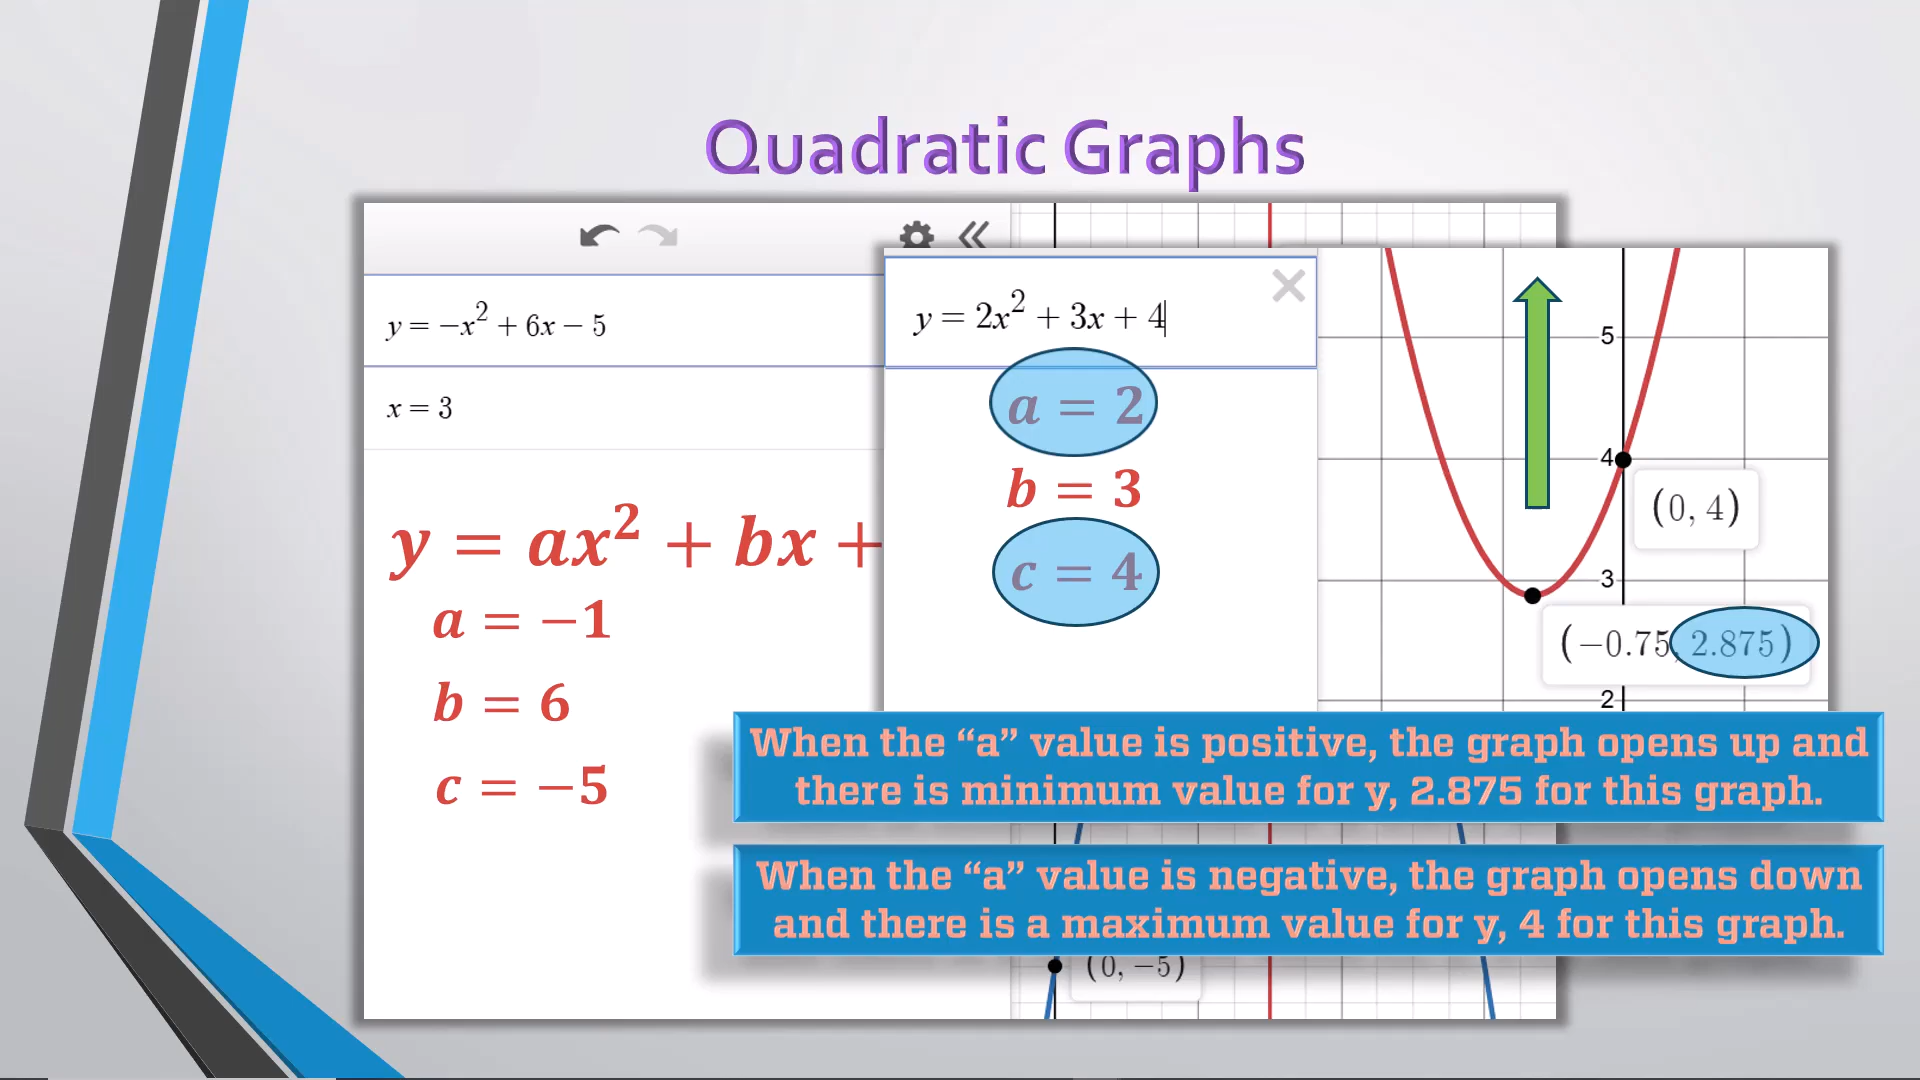 Quadratic Graphs
y = −x² + 6x − 5
x = 3
y = ax² + bx +
a = −1
b = 6
c = −5
y = 2x² + 3x + 4
a = 2
b = 3
c = 4
5
4
(0, 4)
3
(−0.75, 2.875)
2
When the “a” value is positive, the graph opens up and
there is minimum value for y, 2.875 for this graph.
When the “a” value is negative, the graph opens down
and there is a maximum value for y, 4 for this graph.
(0, −5)